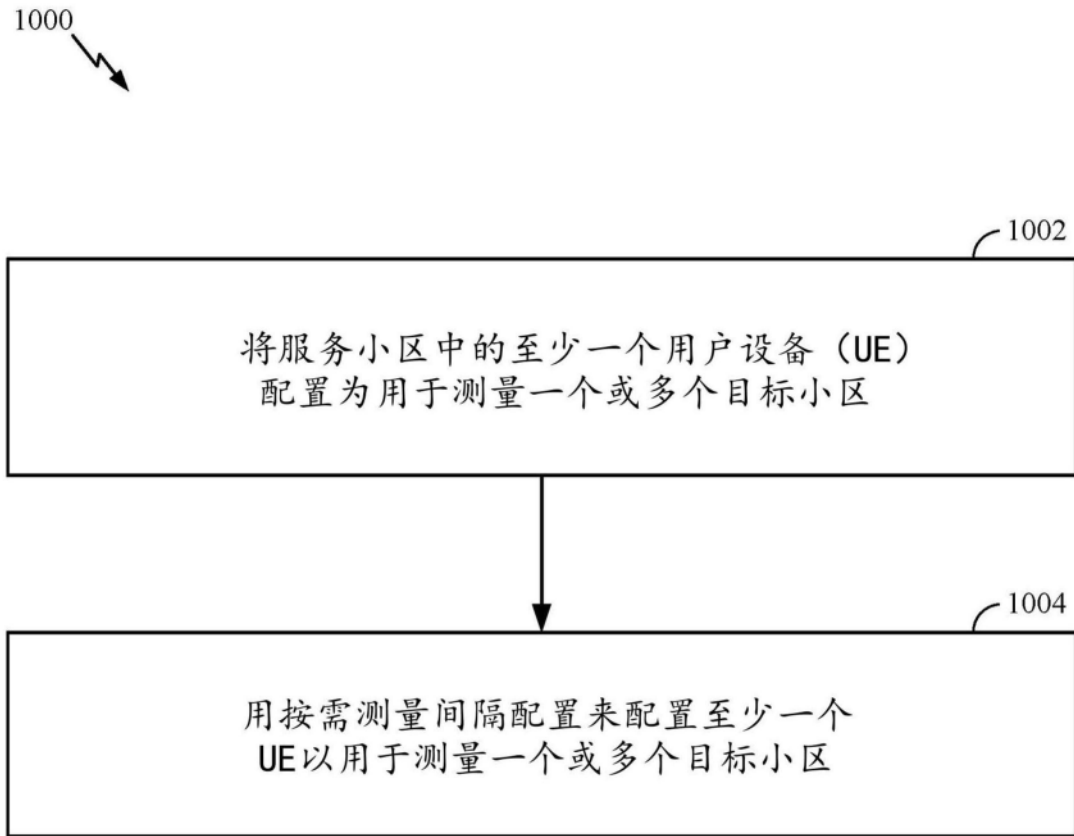 1000
1002
将服务小区中的至少一个用户设备（UE）
配置为用于测量一个或多个目标小区
1004
用按需测量间隔配置来配置至少一个
UE以用于测量一个或多个目标小区